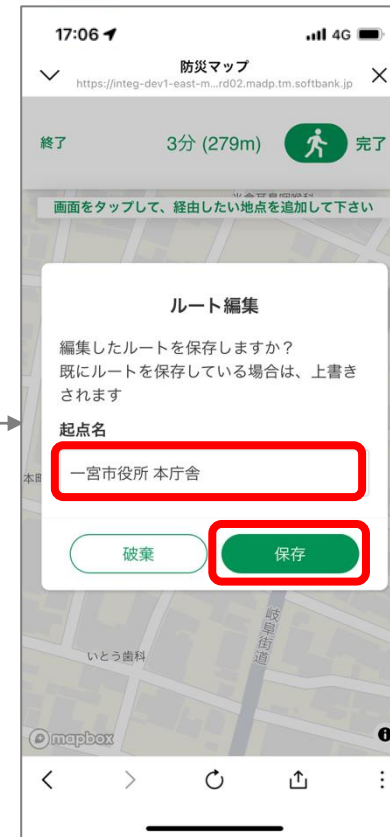 17:06 4G
防災マップ
https://integ-dev1-east-m...rd02.madp.tm.softbank.jp
終了 3分 (279m) 完了
画面をタップして、経由したい地点を追加して下さい
ルート編集
編集したルートを保存しますか？
既にルートを保存している場合は、上書き
されます
起点名
一宮市役所 本庁舎
本町
破棄 保存
岐阜街道
いとう歯科
mapbox